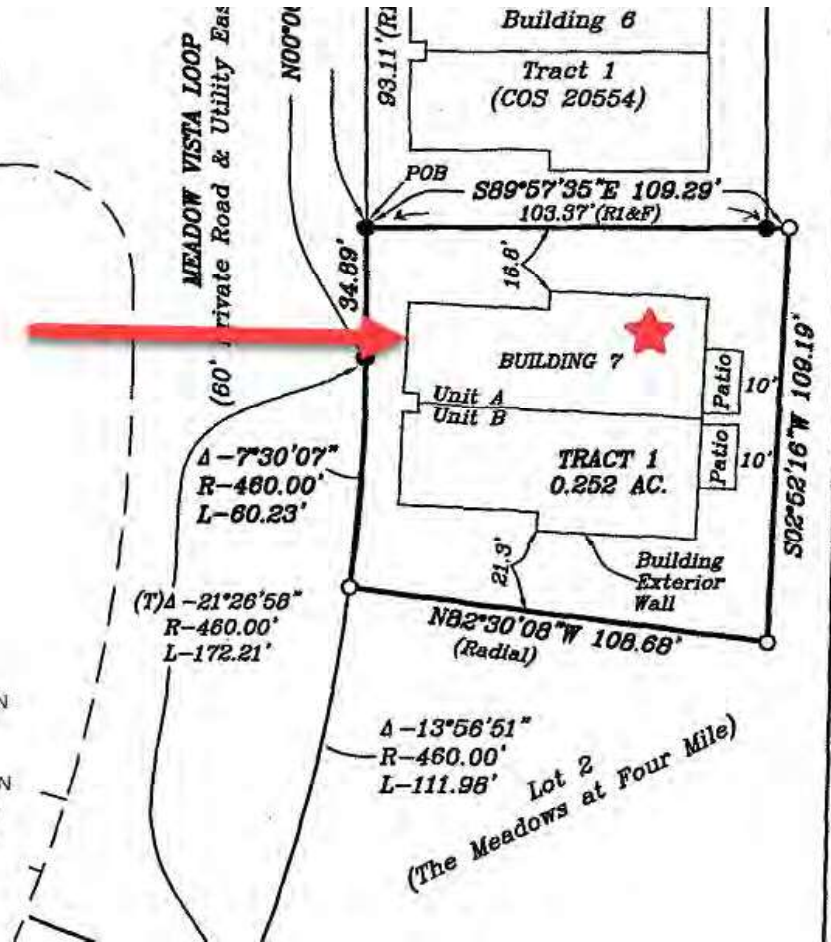 Building 6
Tract 1
(COS 20554)
93.11'(R1
N00°0
MEADOW VISTA LOOP
(60' Private Road & Utility Eas
POB
S89°57'35"E 109.29'
103.37'(R1&F)
34.89'
16.8'
BUILDING 7
Unit A
Unit B
Patio
10'
Patio
10'
TRACT 1
0.252 AC.
S02°52'16"W 109.19'
Δ-7°30'07"
R-460.00'
L-60.23'
21.3'
Building
Exterior
Wall
(T)Δ-21°26'58"
R-460.00'
L-172.21'
N82°30'08"W 108.68'
(Radial)
Δ-13°56'51"
R-460.00'
L-111.98'
Lot 2
(The Meadows at Four Mile)
N
N